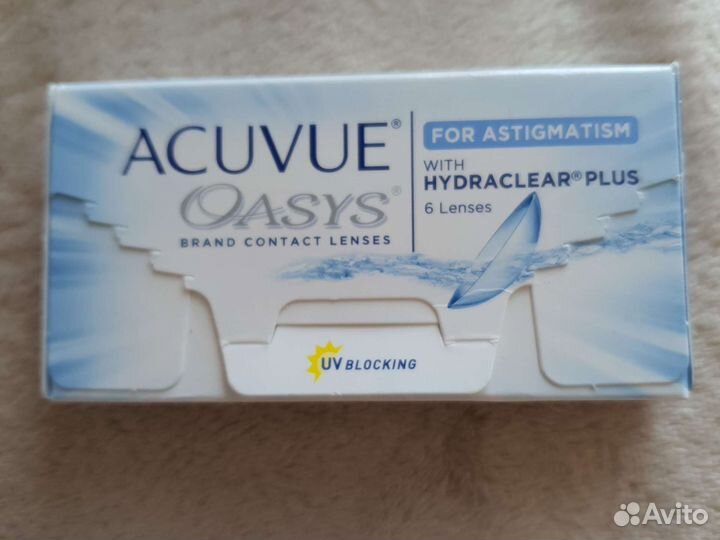 ACUVUE®
OASYS®
BRAND CONTACT LENSES
FOR ASTIGMATISM
WITH
HYDRACLEAR® PLUS
6 Lenses
UV BLOCKING
Avito